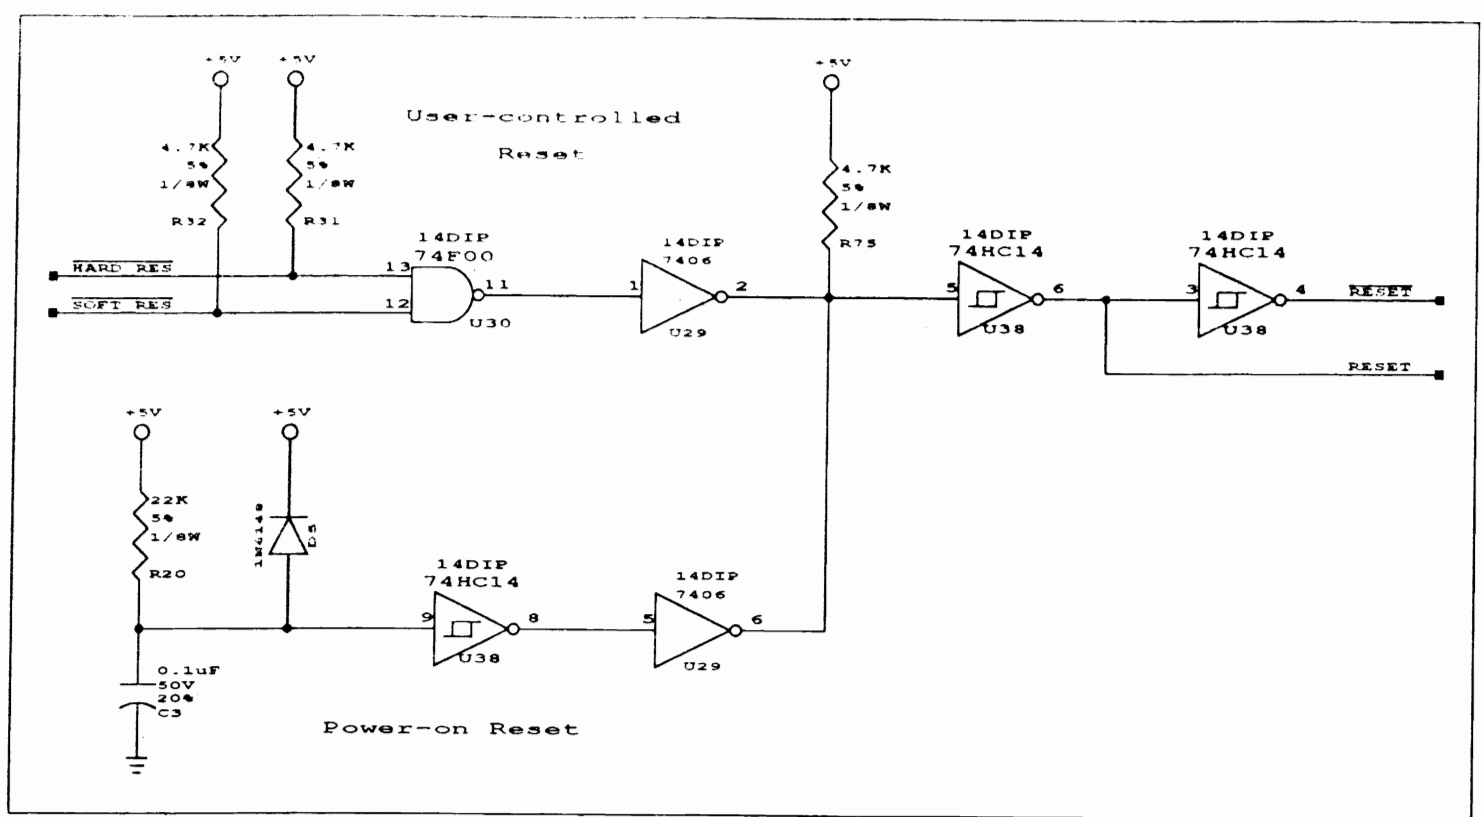 +5V
+5V
+5V
User-controlled
Reset
4.7K
5%
1/8W
R32
4.7K
5%
1/8W
R31
4.7K
5%
1/8W
R75
14DIP
74F00
14DIP
7406
14DIP
74HC14
14DIP
74HC14
HARD RES
13
11
1
2
5
6
3
4
RESET
SOFT RES
12
U30
U29
U38
U38
RESET
+5V
+5V
22K
5%
1/8W
R20
1N4148
D5
14DIP
74HC14
14DIP
7406
9
8
5
6
U38
U29
0.1uF
50V
20%
C3
Power-on Reset